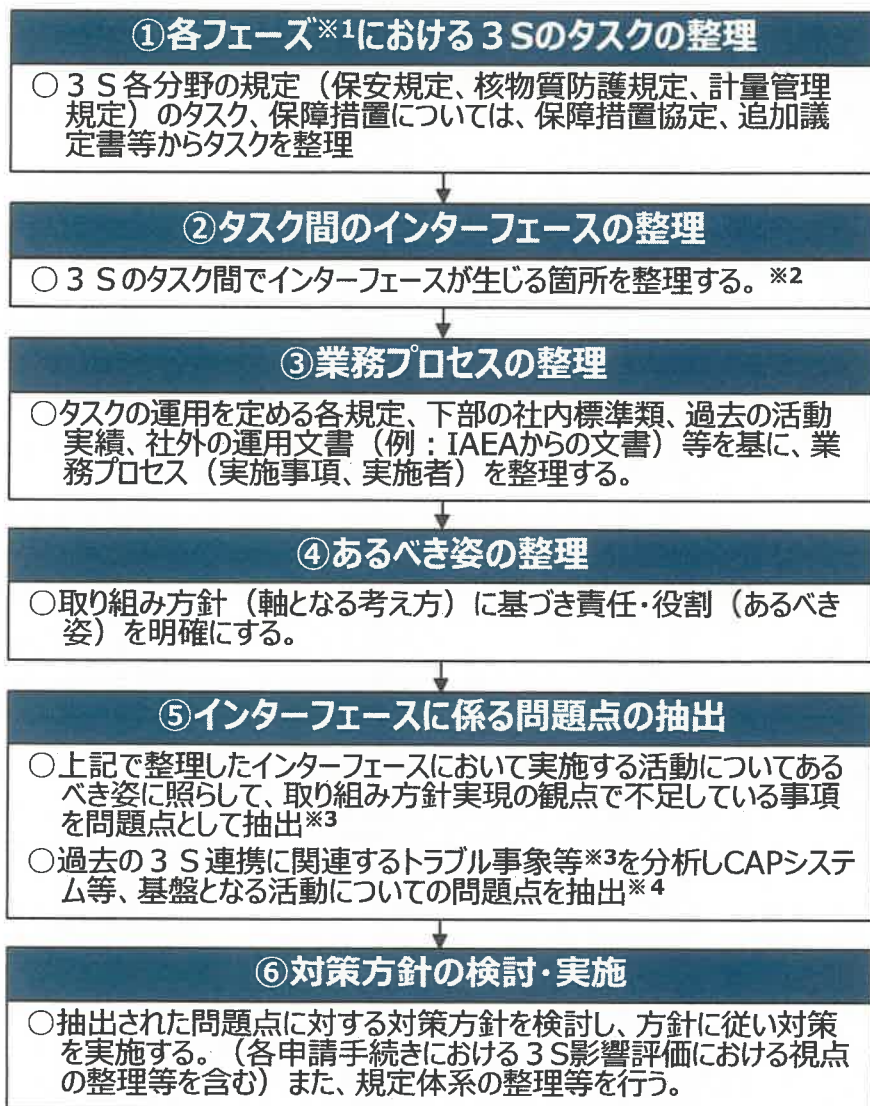 ①各フェーズ※1における3Sのタスクの整理
○3S各分野の規定（保安規定、核物質防護規定、計量管理
規定）のタスク、保障措置については、保障措置協定、追加議
定書等からタスクを整理
②タスク間のインターフェースの整理
○3Sのタスク間でインターフェースが生じる箇所を整理する。※2
③業務プロセスの整理
○タスクの運用を定める各規定、下部の社内標準類、過去の活動
実績、社外の運用文書（例：IAEAからの文書）等を基に、業
務プロセス（実施事項、実施者）を整理する。
④あるべき姿の整理
○取り組み方針（軸となる考え方）に基づき責任・役割（あるべき
姿）を明確にする。
⑤インターフェースに係る問題点の抽出
○上記で整理したインターフェースにおいて実施する活動についてある
べき姿に照らして、取り組み方針実現の観点で不足している事項
を問題点として抽出※3
○過去の3S連携に関連するトラブル事象等※3を分析しCAPシステ
ム等、基盤となる活動についての問題点を抽出※4
⑥対策方針の検討・実施
○抽出された問題点に対する対策方針を検討し、方針に従い対策
を実施する。（各申請手続きにおける3S影響評価における視点
の整理等を含む）また、規定体系の整理等を行う。